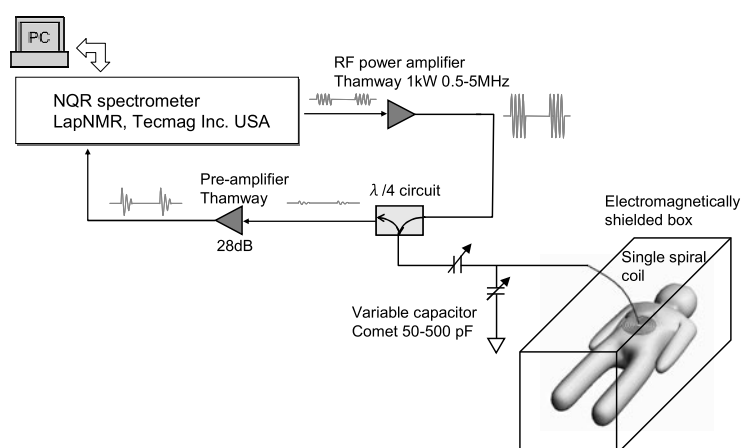 PC
RF power amplifier
Thamway 1kW 0.5-5MHz
NQR spectrometer
LapNMR, Tecmag Inc. USA
Pre-amplifier
Thamway
28dB
λ /4 circuit
Electromagnetically
shielded box
Single spiral
coil
Variable capacitor
Comet 50-500 pF